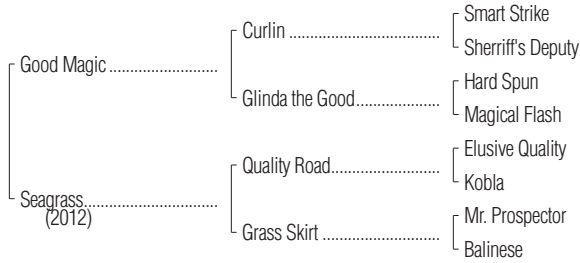 Smart Strike
Curlin
Sherriff's Deputy
Good Magic
Hard Spun
Glinda the Good
Magical Flash
Elusive Quality
Quality Road
Kobla
Seagrass
(2012)
Mr. Prospector
Grass Skirt
Balinese